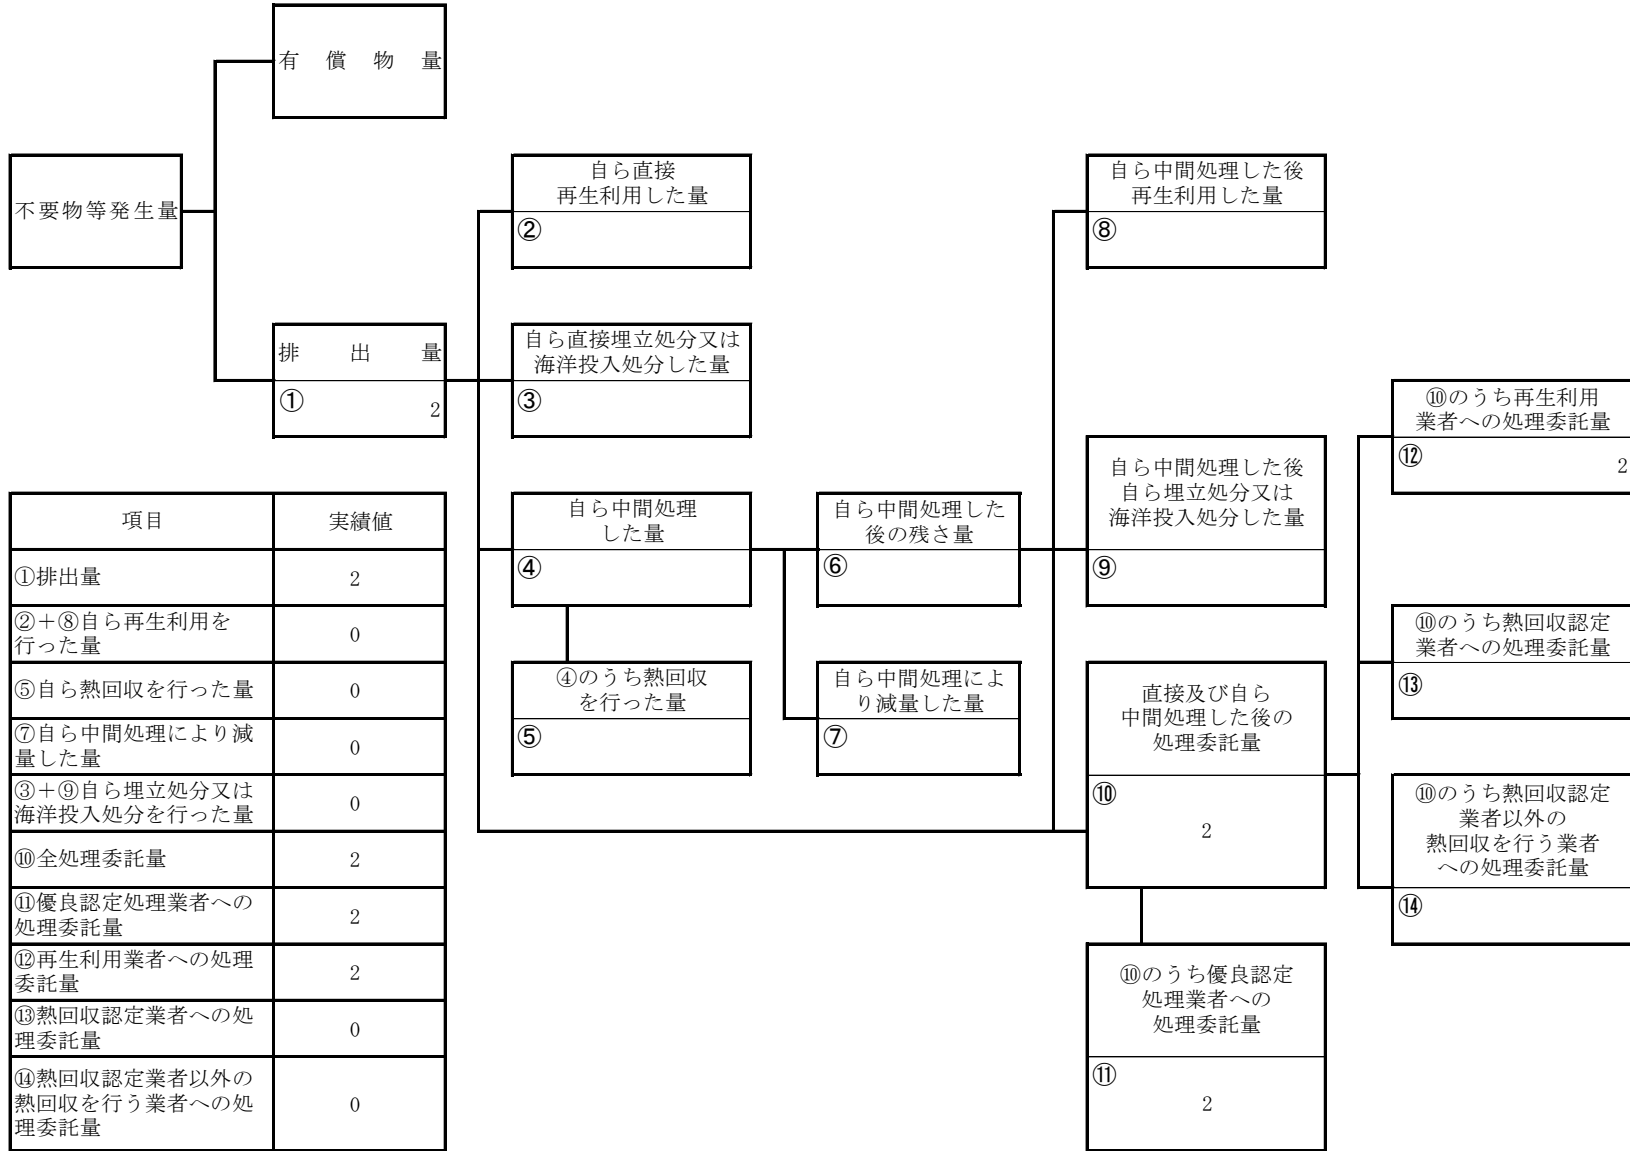 有償物量
不要物等発生量
排出量
①
2
自ら直接
再生利用した量
②
自ら直接埋立処分又は
海洋投入処分した量
③
自ら中間処理
した量
④
④のうち熱回収
を行った量
⑤
自ら中間処理した
後の残さ量
⑥
自ら中間処理によ
り減量した量
⑦
自ら中間処理した後
再生利用した量
⑧
自ら中間処理した後
自ら埋立処分又は
海洋投入処分した量
⑨
直接及び自ら
中間処理した後の
処理委託量
⑩
2
⑩のうち優良認定
処理業者への
処理委託量
⑪
2
⑩のうち再生利用
業者への処理委託量
⑫
2
⑩のうち熱回収認定
業者への処理委託量
⑬
⑩のうち熱回収認定
業者以外の
熱回収を行う業者
への処理委託量
⑭
項目 実績値
①排出量 2
②+⑧自ら再生利用を
行った量 0
⑤自ら熱回収を行った量 0
⑦自ら中間処理により減
量した量 0
③+⑨自ら埋立処分又は
海洋投入処分を行った量 0
⑩全処理委託量 2
⑪優良認定処理業者への
処理委託量 2
⑫再生利用業者への処理
委託量 2
⑬熱回収認定業者への処
理委託量 0
⑭熱回収認定業者以外の
熱回収を行う業者への処
理委託量 0